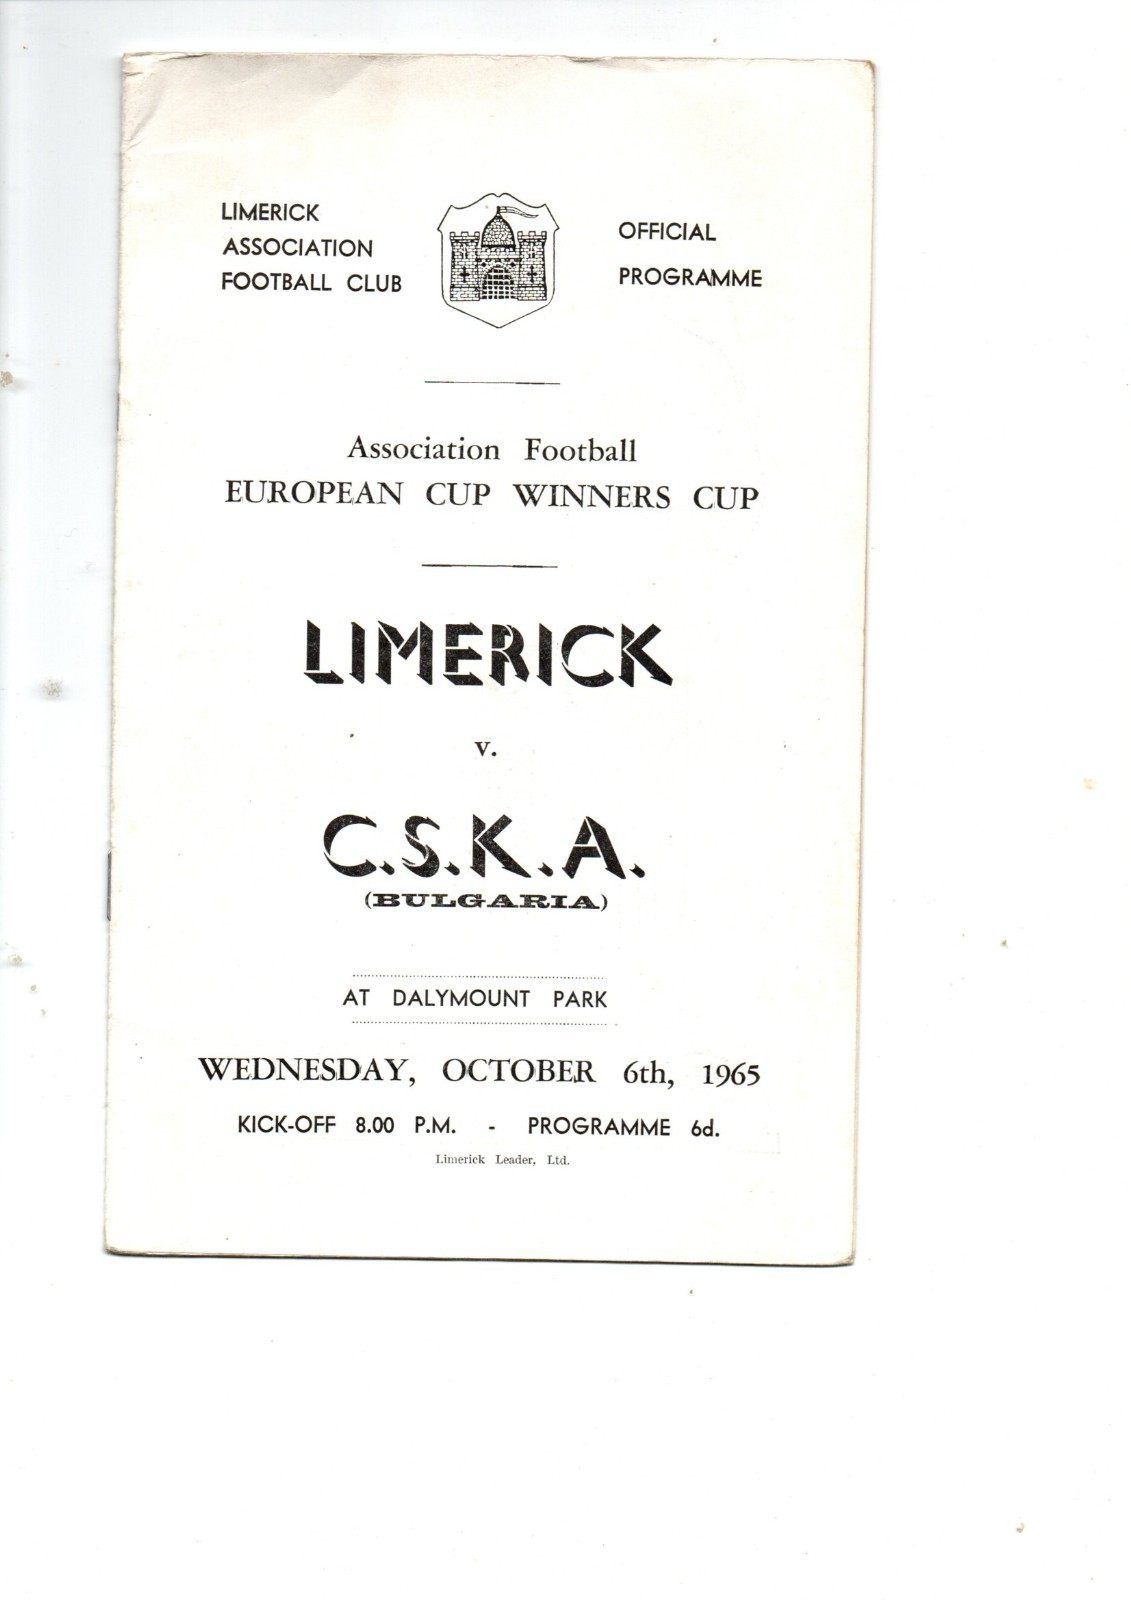 LIMERICK
ASSOCIATION
FOOTBALL CLUB
OFFICIAL
PROGRAMME
Association Football
EUROPEAN CUP WINNERS CUP
LIMERICK
v.
C.S.K.A.
(BULGARIA)
AT DALYMOUNT PARK
WEDNESDAY, OCTOBER 6th, 1965
KICK-OFF 8.00 P.M. - PROGRAMME 6d.
Limerick Leader, Ltd.